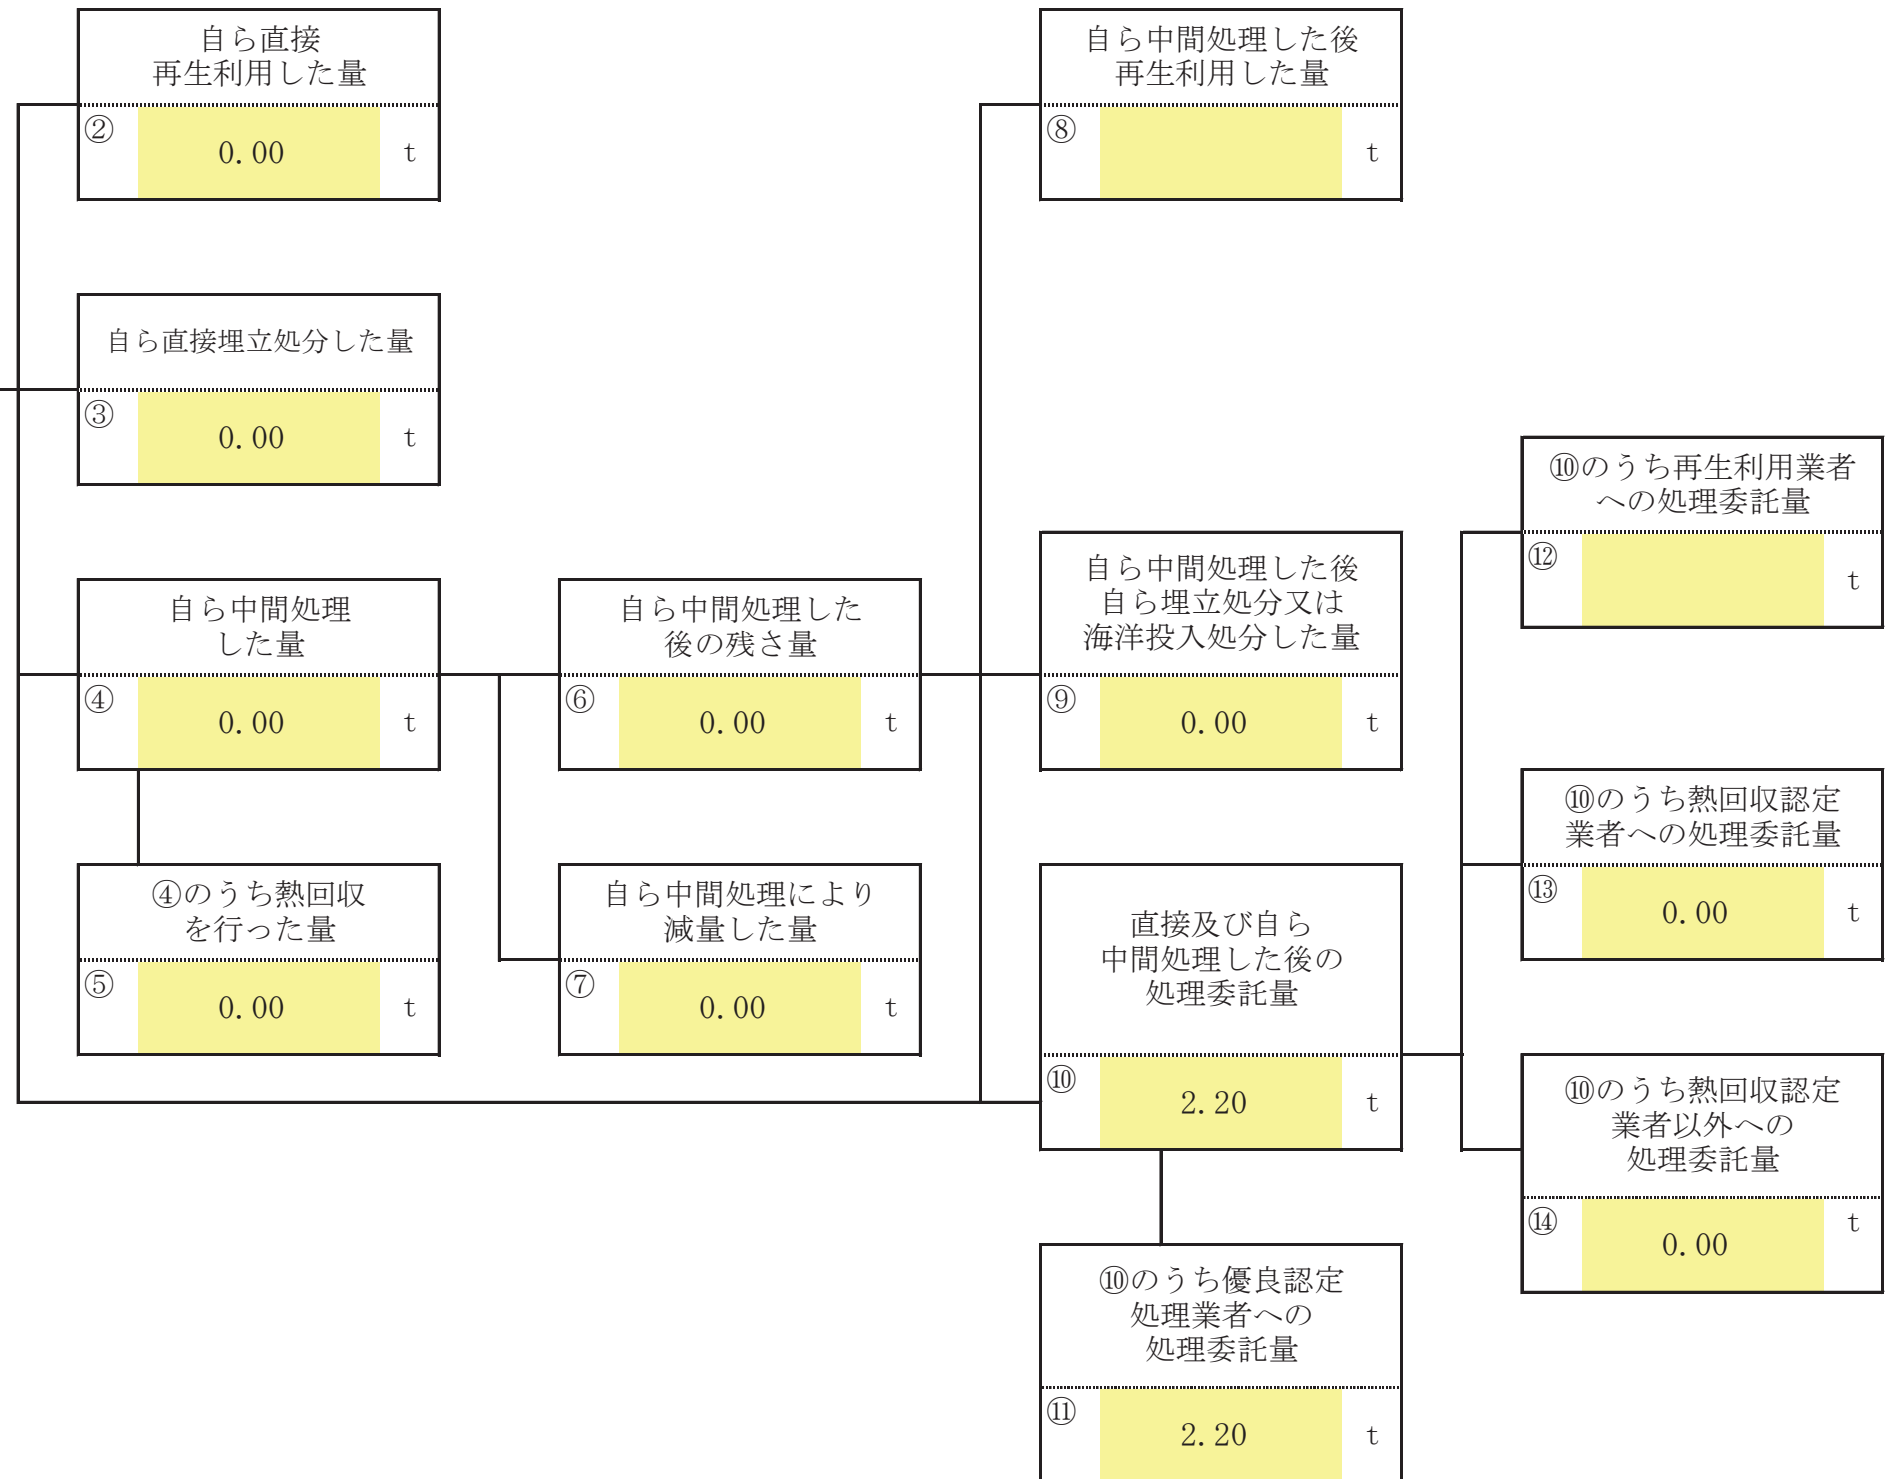 自ら直接
再生利用した量
②
0.00
t
自ら中間処理した後
再生利用した量
⑧
t
自ら直接埋立処分した量
③
0.00
t
⑩のうち再生利用業者
への処理委託量
⑫
t
自ら中間処理
した量
④
0.00
t
自ら中間処理した
後の残さ量
⑥
0.00
t
自ら中間処理した後
自ら埋立処分又は
海洋投入処分した量
⑨
0.00
t
⑩のうち熱回収認定
業者への処理委託量
⑬
0.00
t
④のうち熱回収
を行った量
⑤
0.00
t
自ら中間処理により
減量した量
⑦
0.00
t
直接及び自ら
中間処理した後の
処理委託量
⑩
2.20
t
⑩のうち熱回収認定
業者以外への
処理委託量
⑭
0.00
t
⑩のうち優良認定
処理業者への
処理委託量
⑪
2.20
t